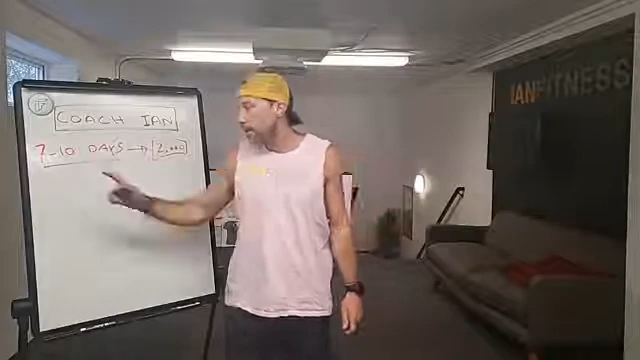 COACH IAN
7-10 DAYS → 2,000
IANFITNESS